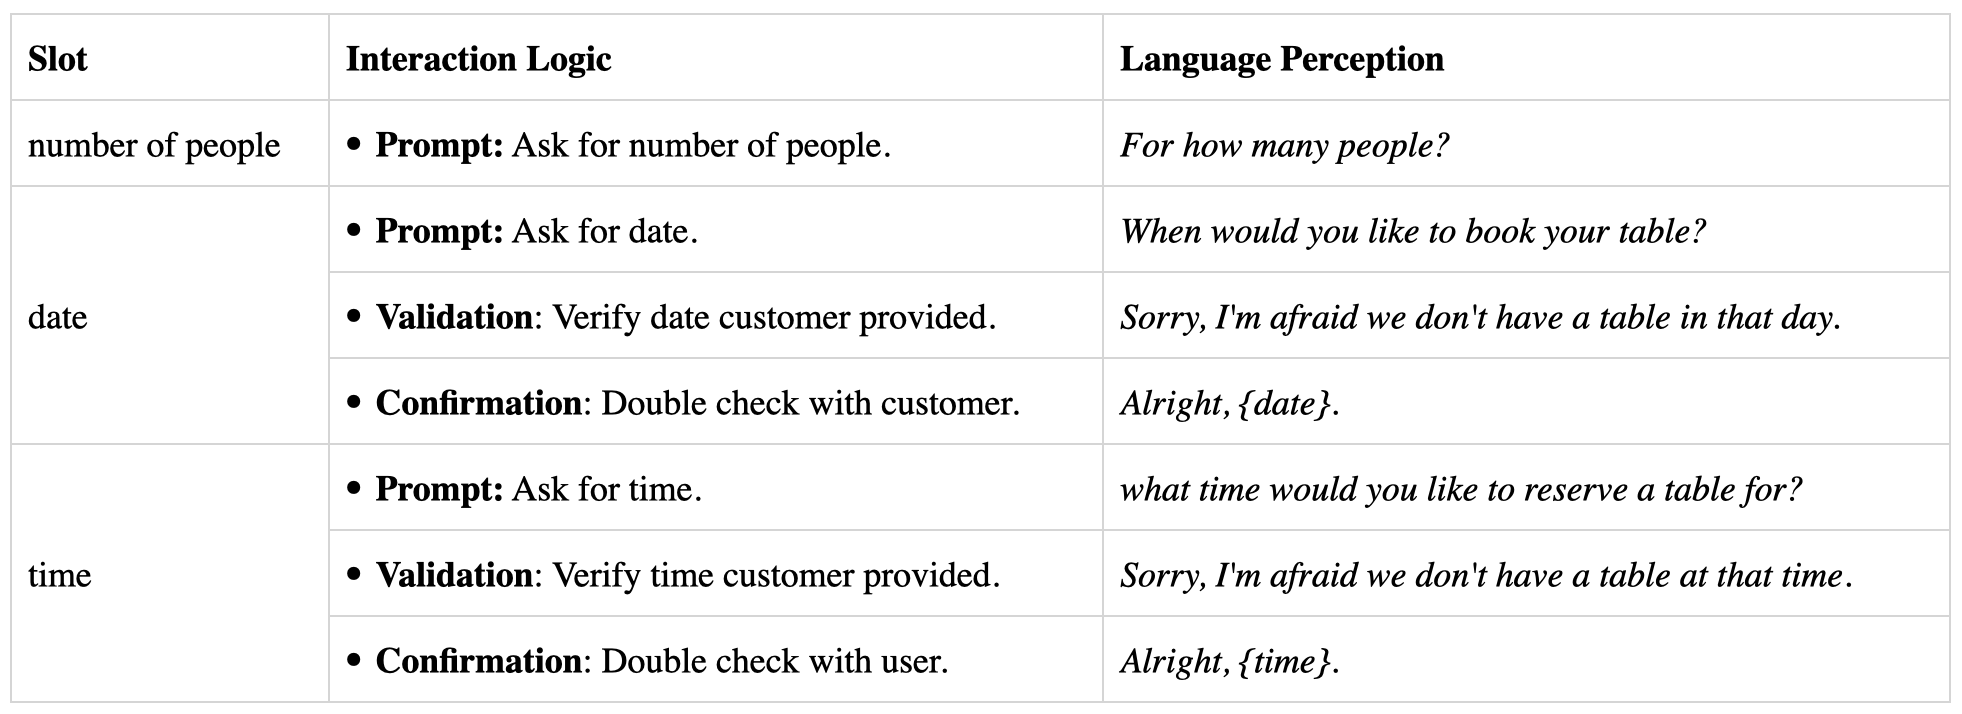 Slot Interaction Logic Language Perception
number of people • Prompt: Ask for number of people. For how many people?
date • Prompt: Ask for date. When would you like to book your table?
• Validation: Verify date customer provided. Sorry, I'm afraid we don't have a table in that day.
• Confirmation: Double check with customer. Alright, {date}.
time • Prompt: Ask for time. what time would you like to reserve a table for?
• Validation: Verify time customer provided. Sorry, I'm afraid we don't have a table at that time.
• Confirmation: Double check with user. Alright, {time}.